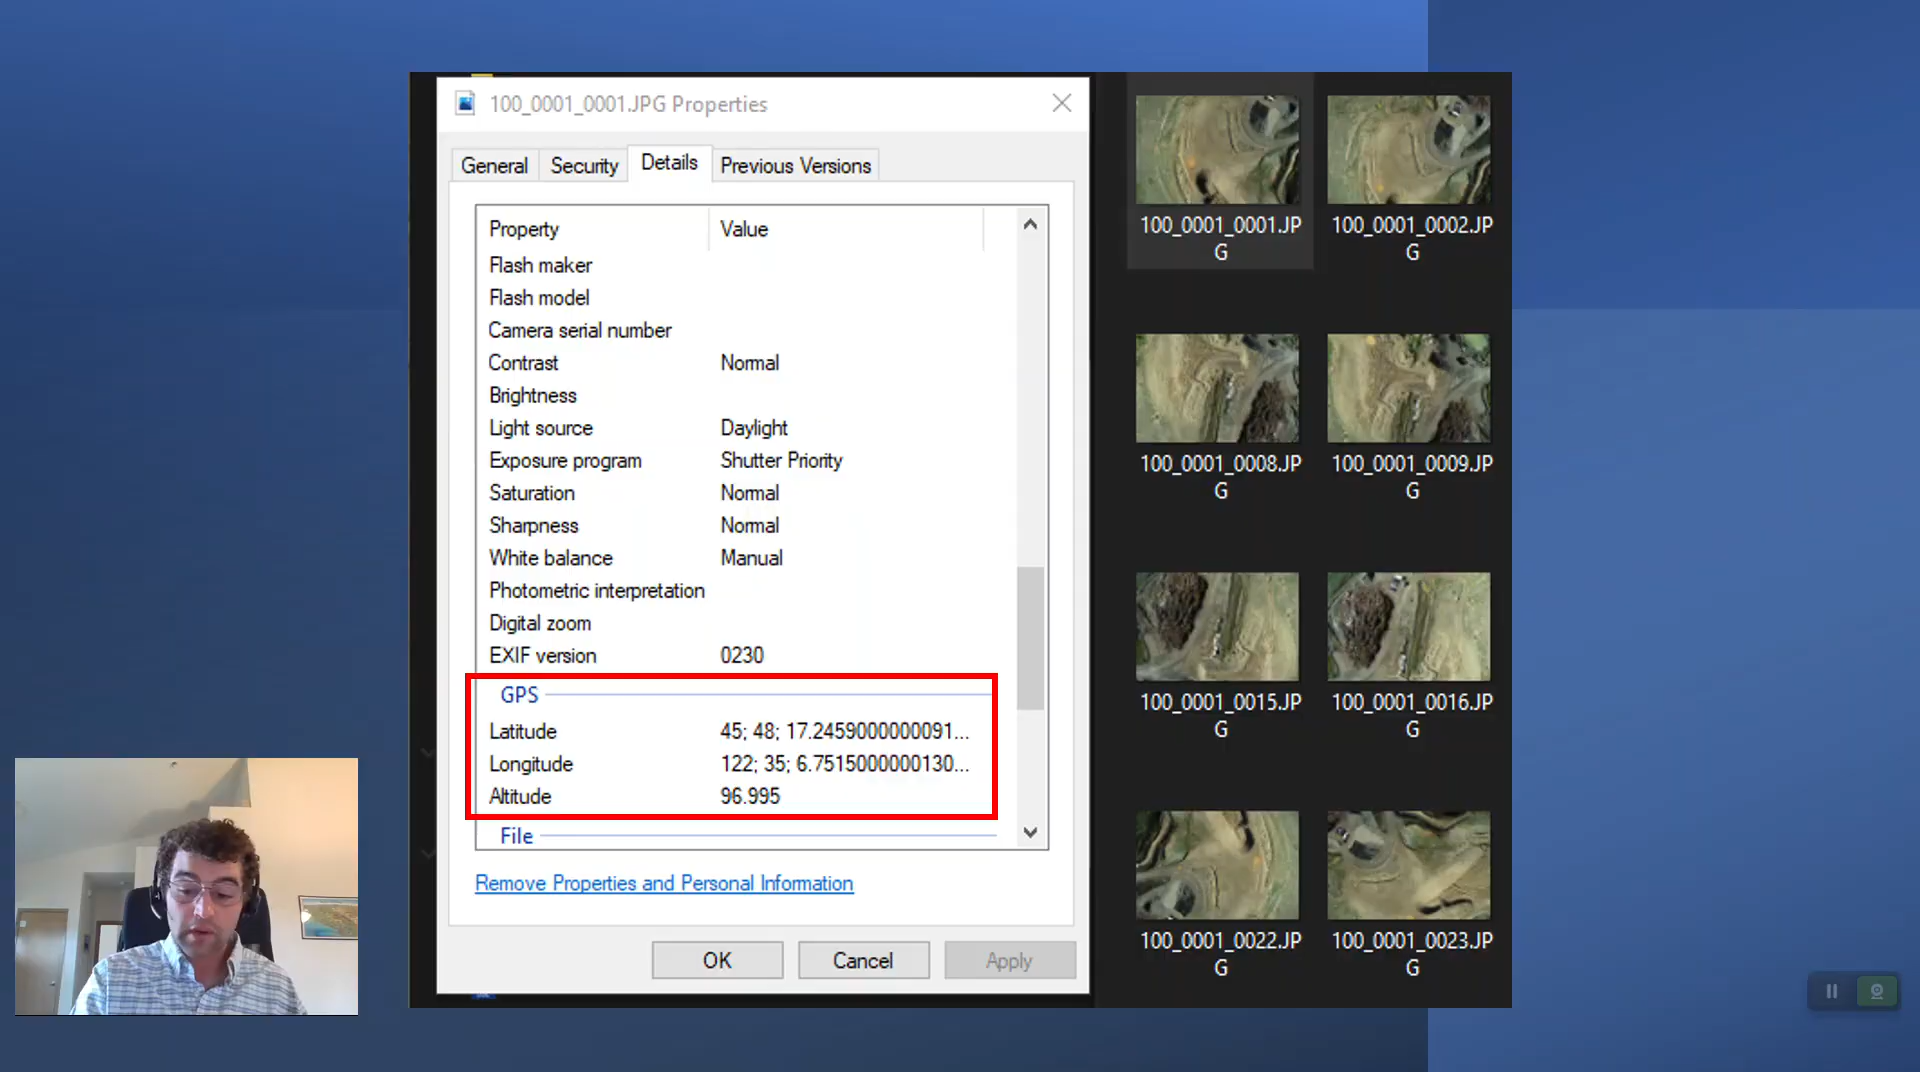 100_0001_0001.JPG Properties
General
Security
Details
Previous Versions
Property
Value
Flash maker
Flash model
Camera serial number
Contrast
Normal
Brightness
Light source
Daylight
Exposure program
Shutter Priority
Saturation
Normal
Sharpness
Normal
White balance
Manual
Photometric interpretation
Digital zoom
EXIF version
0230
GPS
Latitude
45; 48; 17.2459000000091...
Longitude
122; 35; 6.7515000000130...
Altitude
96.995
File
Remove Properties and Personal Information
OK
Cancel
Apply
100_0001_0001.JP
G
100_0001_0002.JP
G
100_0001_0008.JP
G
100_0001_0009.JP
G
100_0001_0015.JP
G
100_0001_0016.JP
G
100_0001_0022.JP
G
100_0001_0023.JP
G